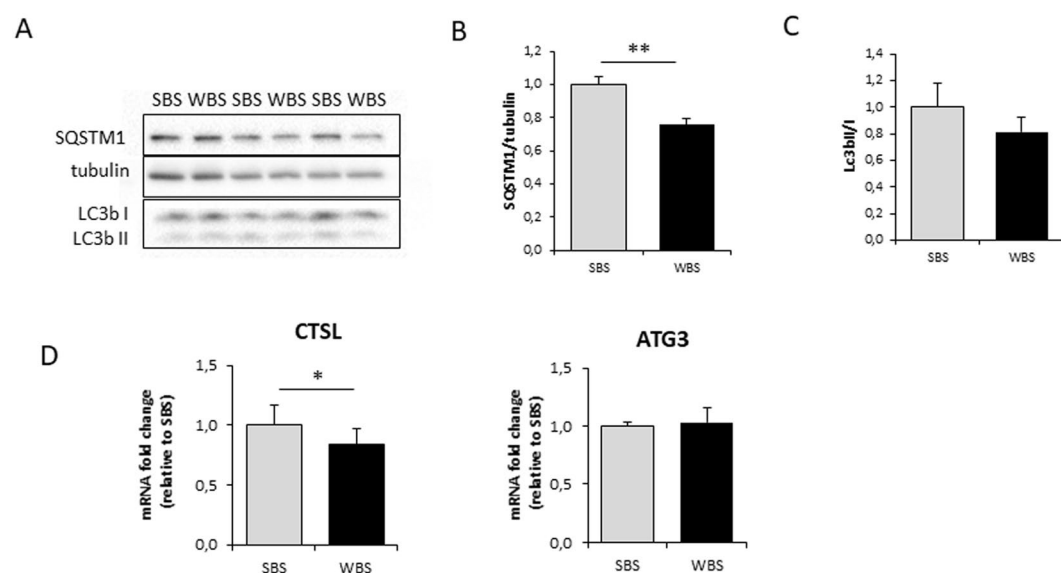 A
SBS WBS SBS WBS SBS WBS
SQSTM1
tubulin
LC3b I
LC3b II
B
**
SQSTM1/tubulin
1,2
1,0
0,8
0,6
0,4
0,2
0,0
SBS WBS
C
Lc3bII/I
1,4
1,2
1,0
0,8
0,6
0,4
0,2
0,0
SBS WBS
D
CTSL
*
mRNA fold change
(relative to SBS)
1,5
1,0
0,5
0,0
SBS WBS
ATG3
mRNA fold change
(relative to SBS)
1,5
1,0
0,5
0,0
SBS WBS